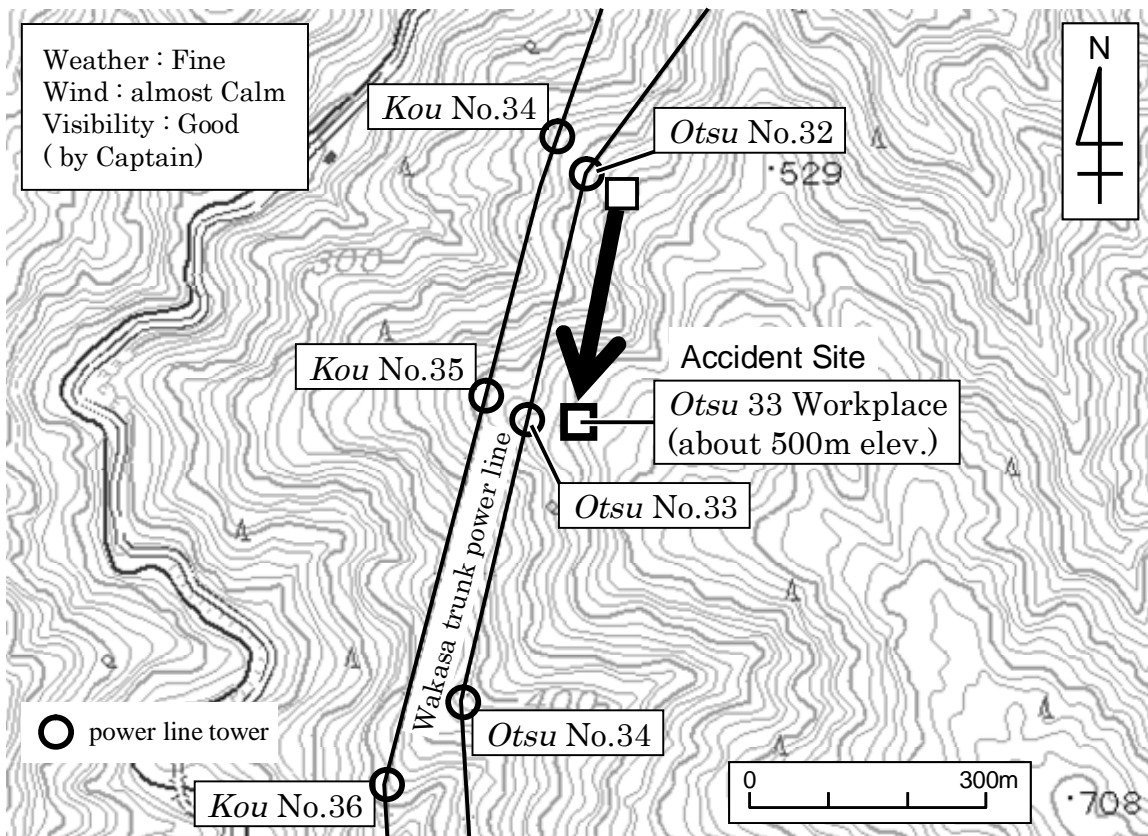 Weather : Fine
Wind : almost Calm
Visibility : Good
( by Captain)
N
Kou No.34
Otsu No.32
·529
300
Kou No.35
Accident Site
Otsu 33 Workplace
(about 500m elev.)
Otsu No.33
Wakasa trunk power line
400
power line tower
Otsu No.34
Kou No.36
0 300m
·708